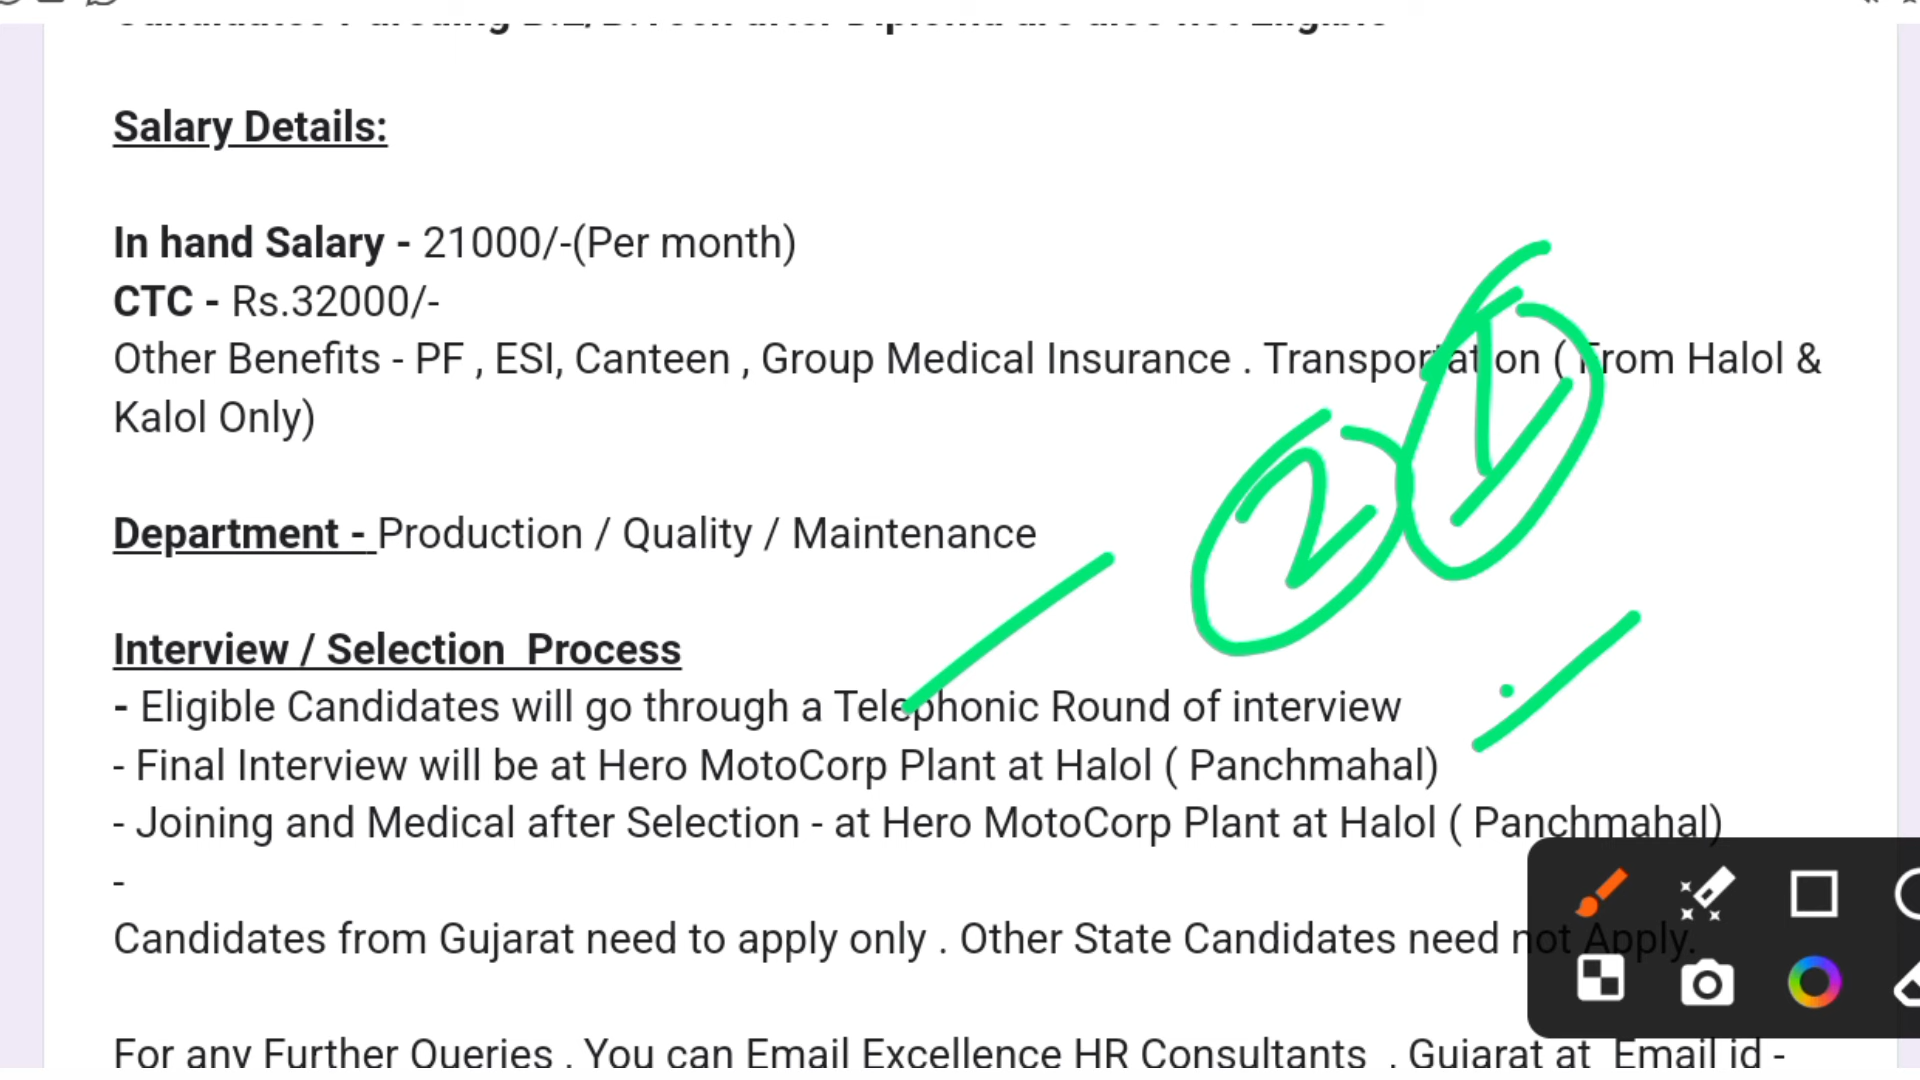 Salary Details:
In hand Salary - 21000/-(Per month)
CTC - Rs.32000/-
Other Benefits - PF , ESI, Canteen , Group Medical Insurance . Transportation ( From Halol &
Kalol Only)
1
2
Department - Production / Quality / Maintenance
Interview / Selection Process
- Eligible Candidates will go through a Telephonic Round of interview
- Final Interview will be at Hero MotoCorp Plant at Halol ( Panchmahal)
- Joining and Medical after Selection - at Hero MotoCorp Plant at Halol ( Panchmahal)
-
Candidates from Gujarat need to apply only . Other State Candidates need not Apply.
For any Further Queries , You can Email Excellence HR Consultants , Gujarat at Email id -